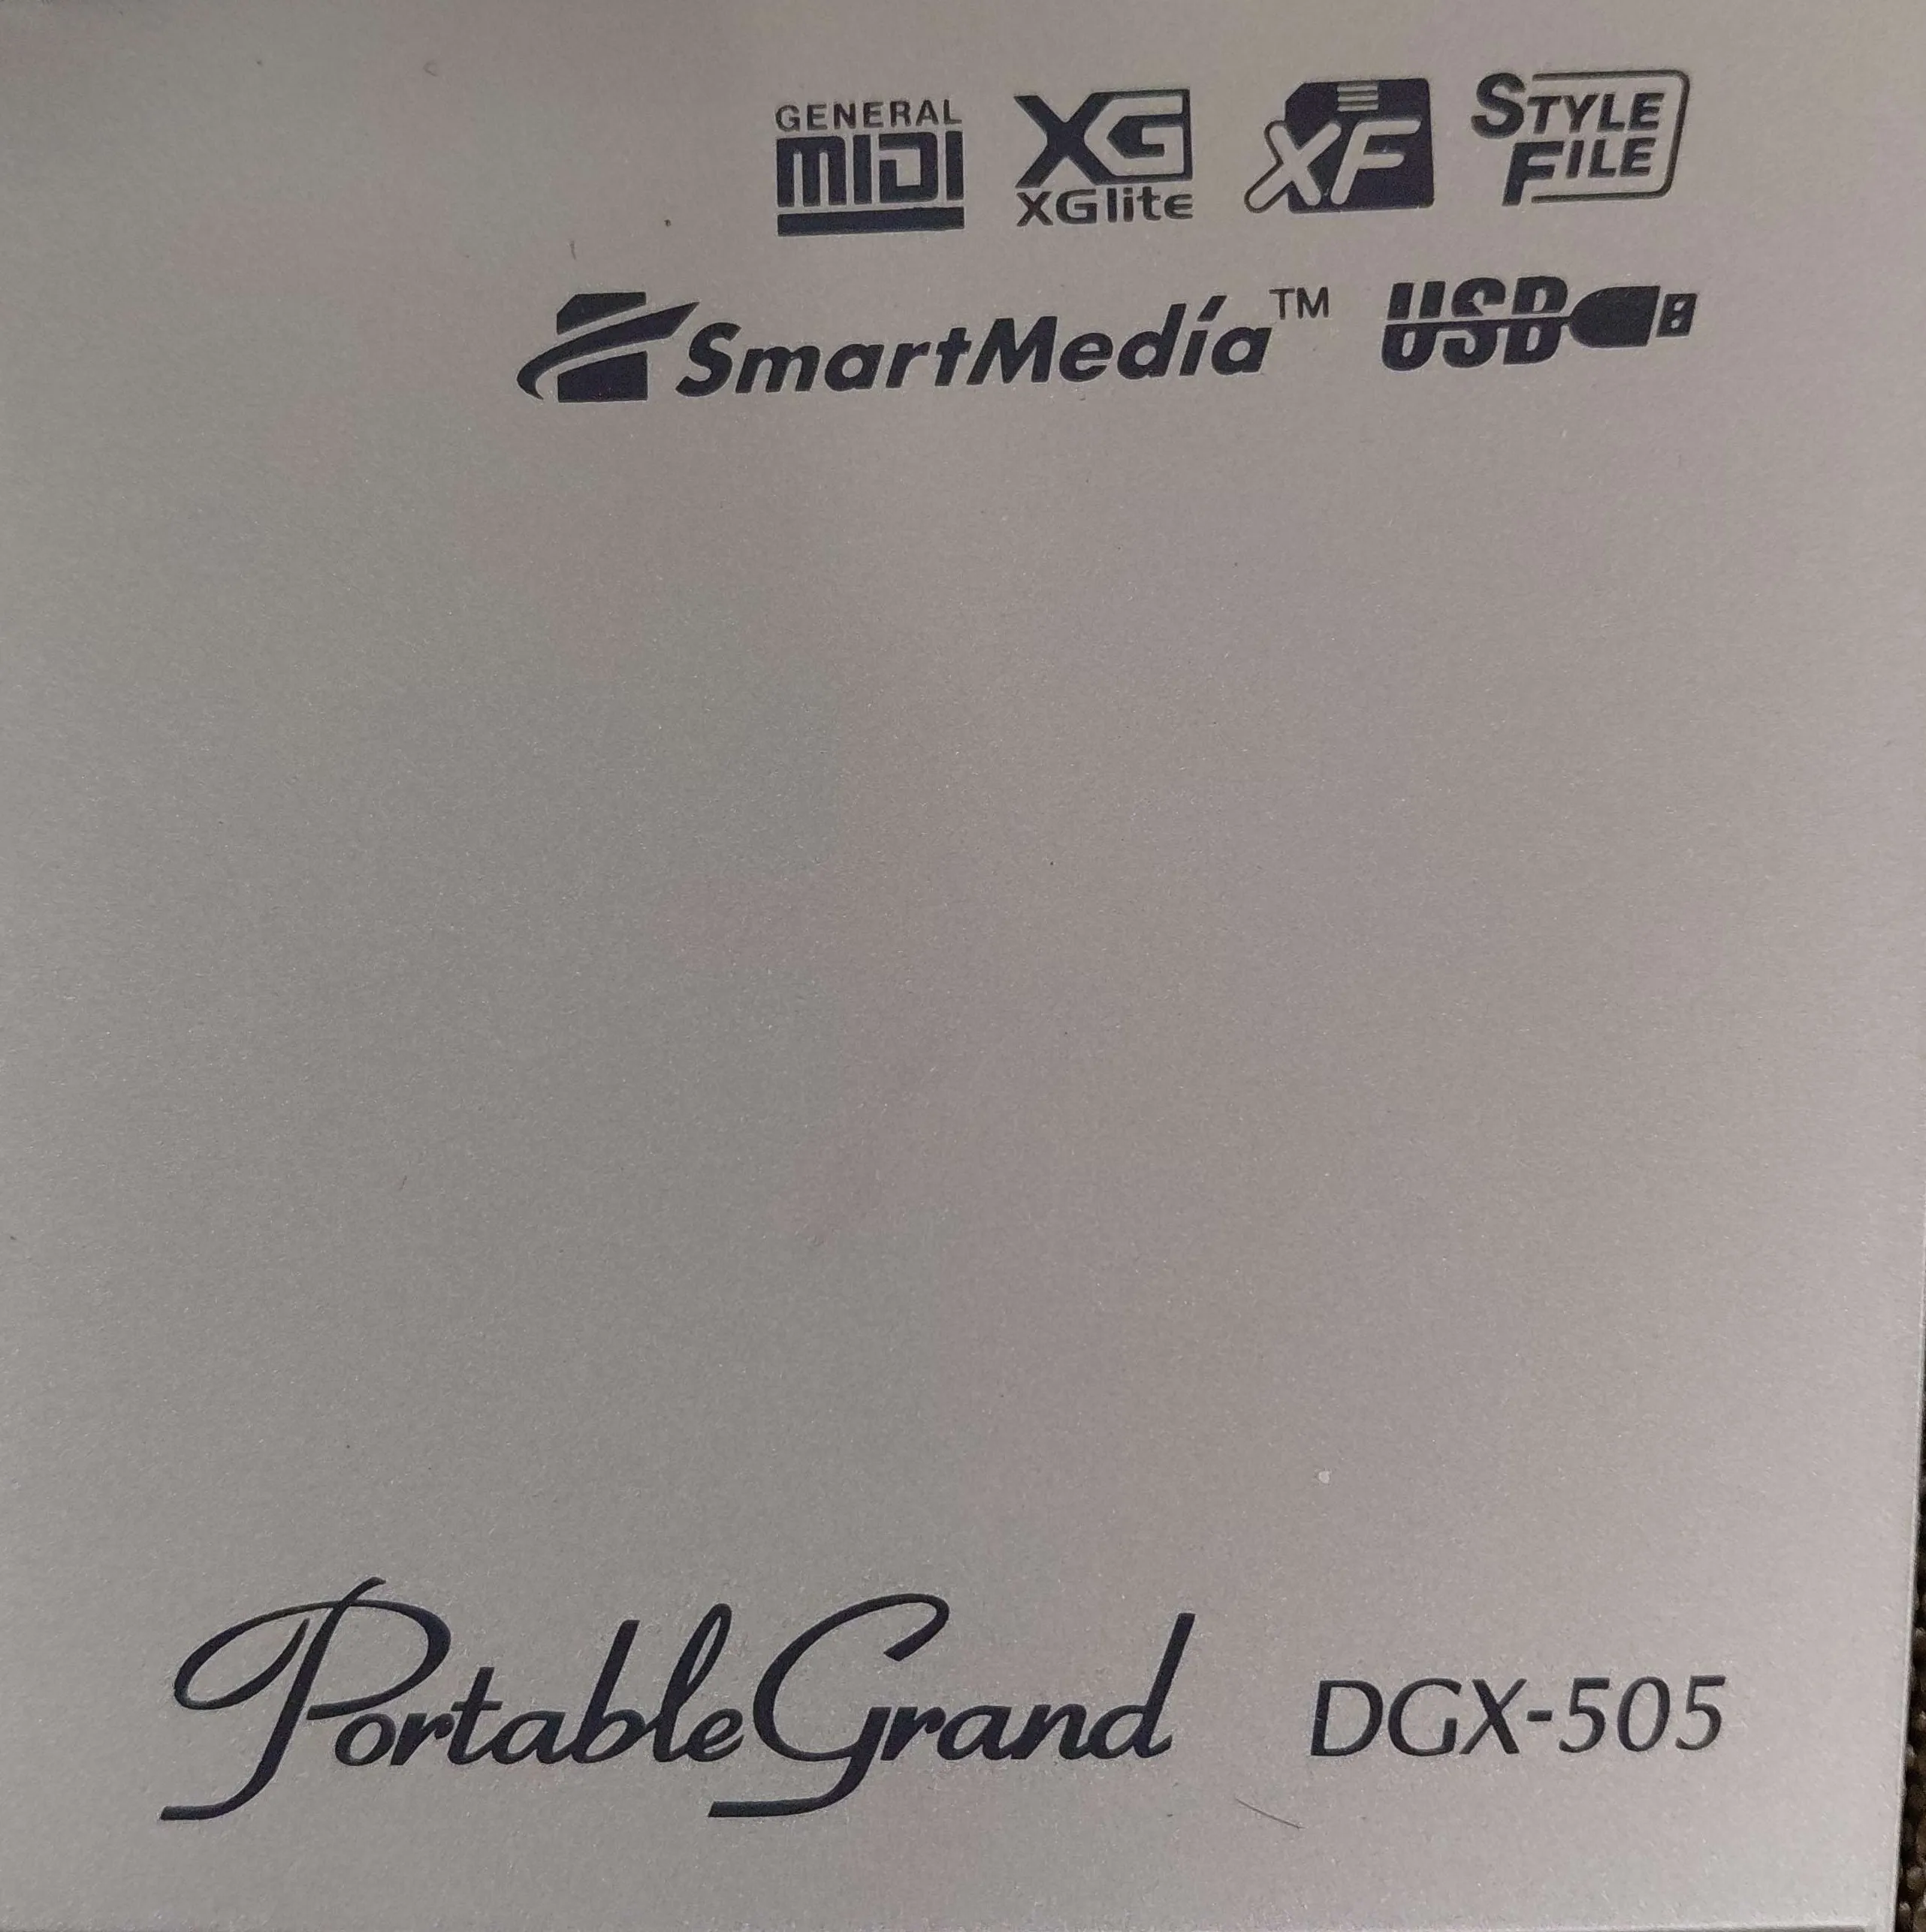 GENERAL MIDI XG XGlite XF STYLE FILE
SmartMedia™ USB
PortableGrand DGX-505